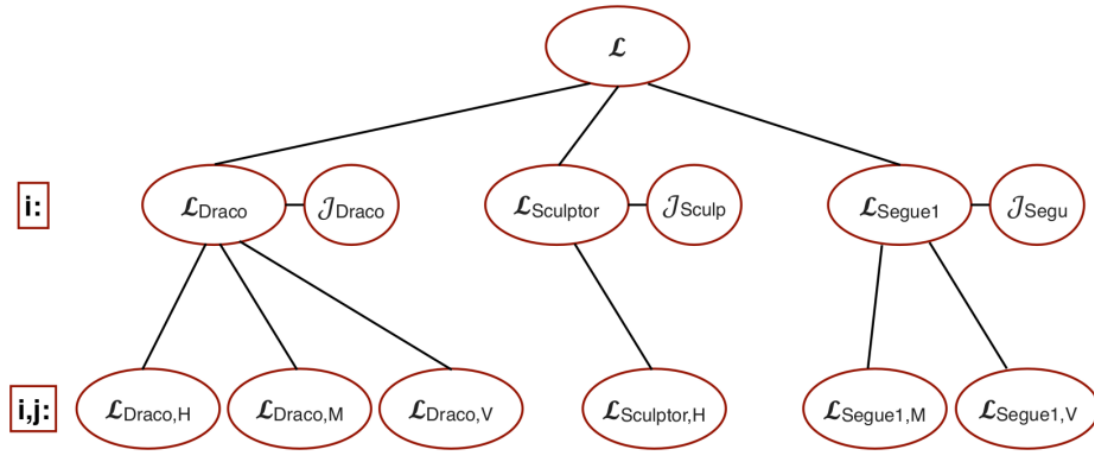 ℒ
i:
ℒDraco
𝒥Draco
ℒSculptor
𝒥Sculp
ℒSegue1
𝒥Segu
i,j:
ℒDraco,H
ℒDraco,M
ℒDraco,V
ℒSculptor,H
ℒSegue1,M
ℒSegue1,V